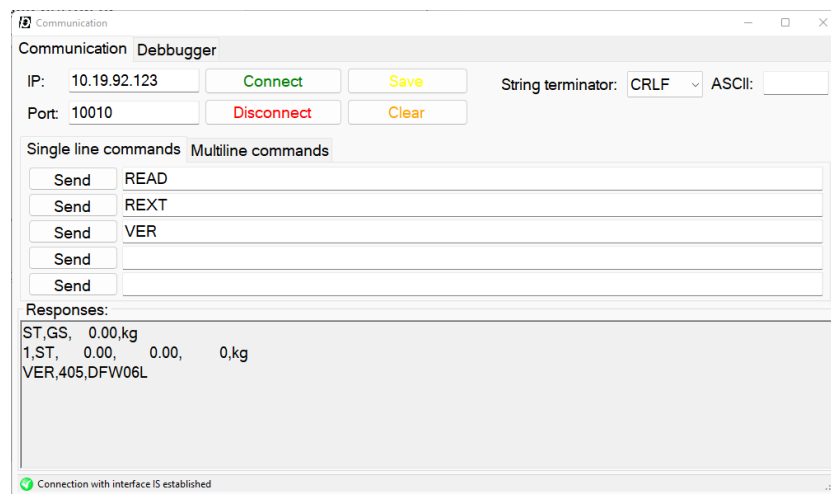 Communication
Communication Debbugger
IP: 10.19.92.123 Connect Save String terminator: CRLF ASCII:
Port: 10010 Disconnect Clear
Single line commands Multiline commands
Send READ
Send REXT
Send VER
Send
Send
Responses:
ST,GS, 0.00,kg
1,ST, 0.00, 0.00, 0,kg
VER,405,DFW06L
Connection with interface IS established